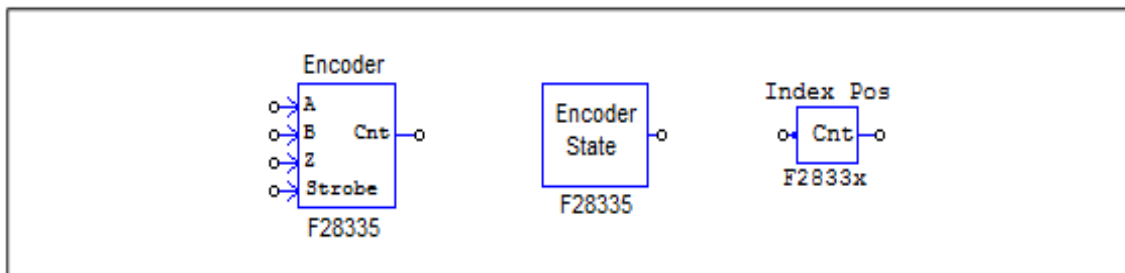 Encoder
A
B Cnt
Z
Strobe
F28335
Encoder
State
F28335
Index Pos
Cnt
F2833x